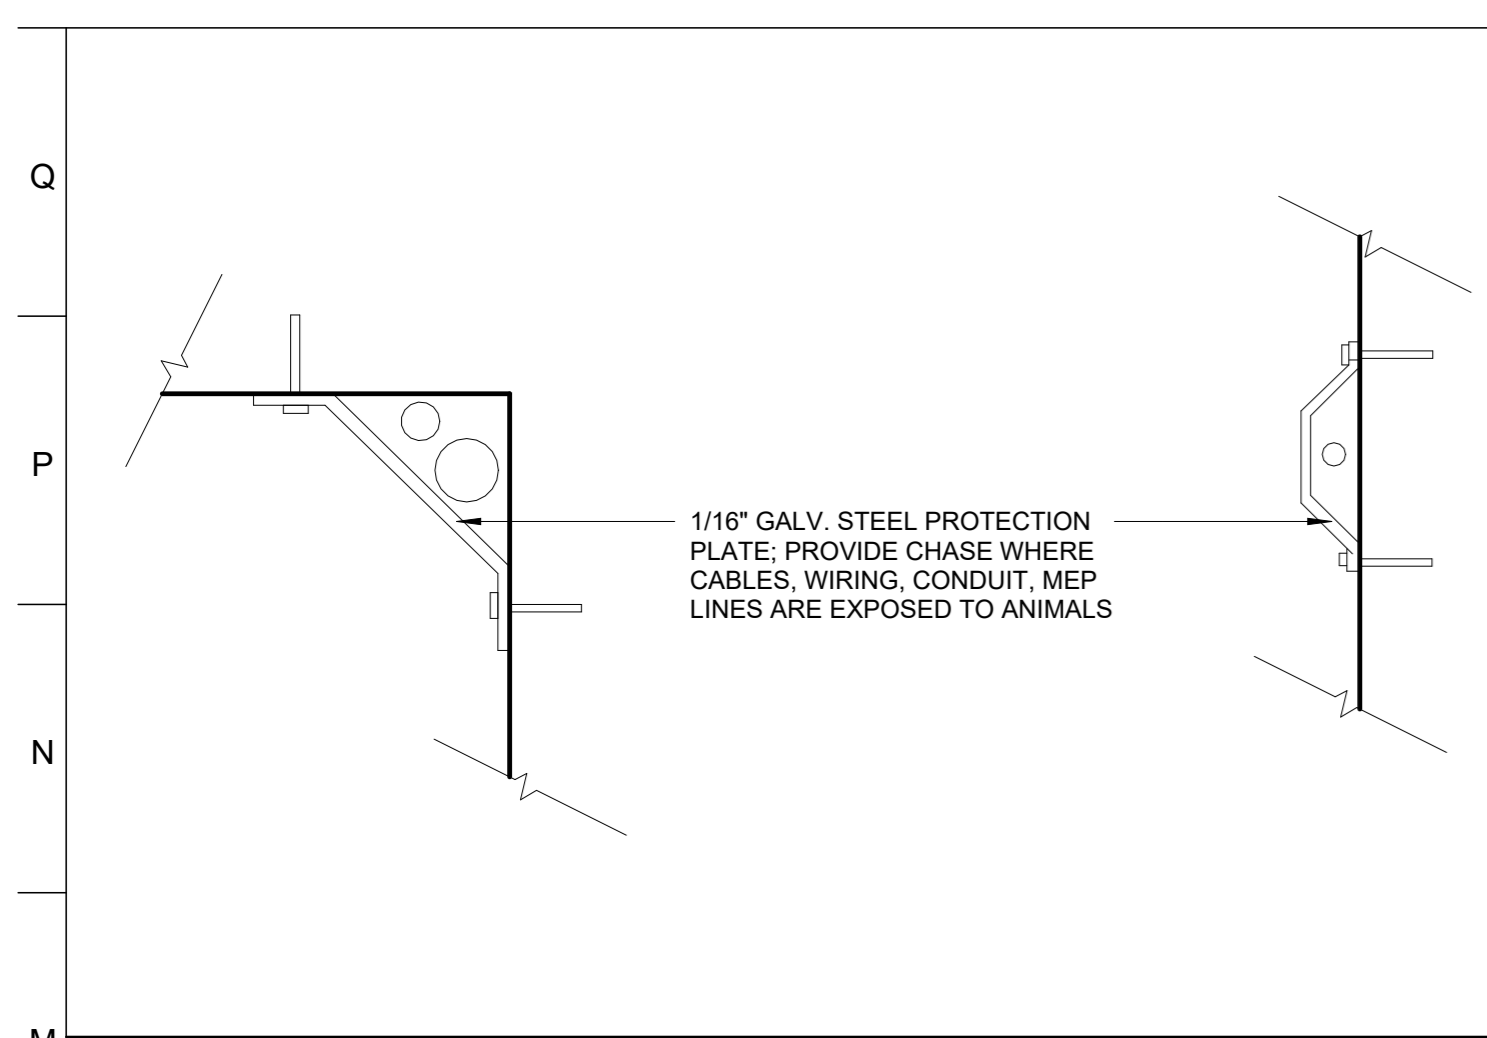 Q
P
1/16" GALV. STEEL PROTECTION
PLATE; PROVIDE CHASE WHERE
CABLES, WIRING, CONDUIT, MEP
LINES ARE EXPOSED TO ANIMALS
N
M